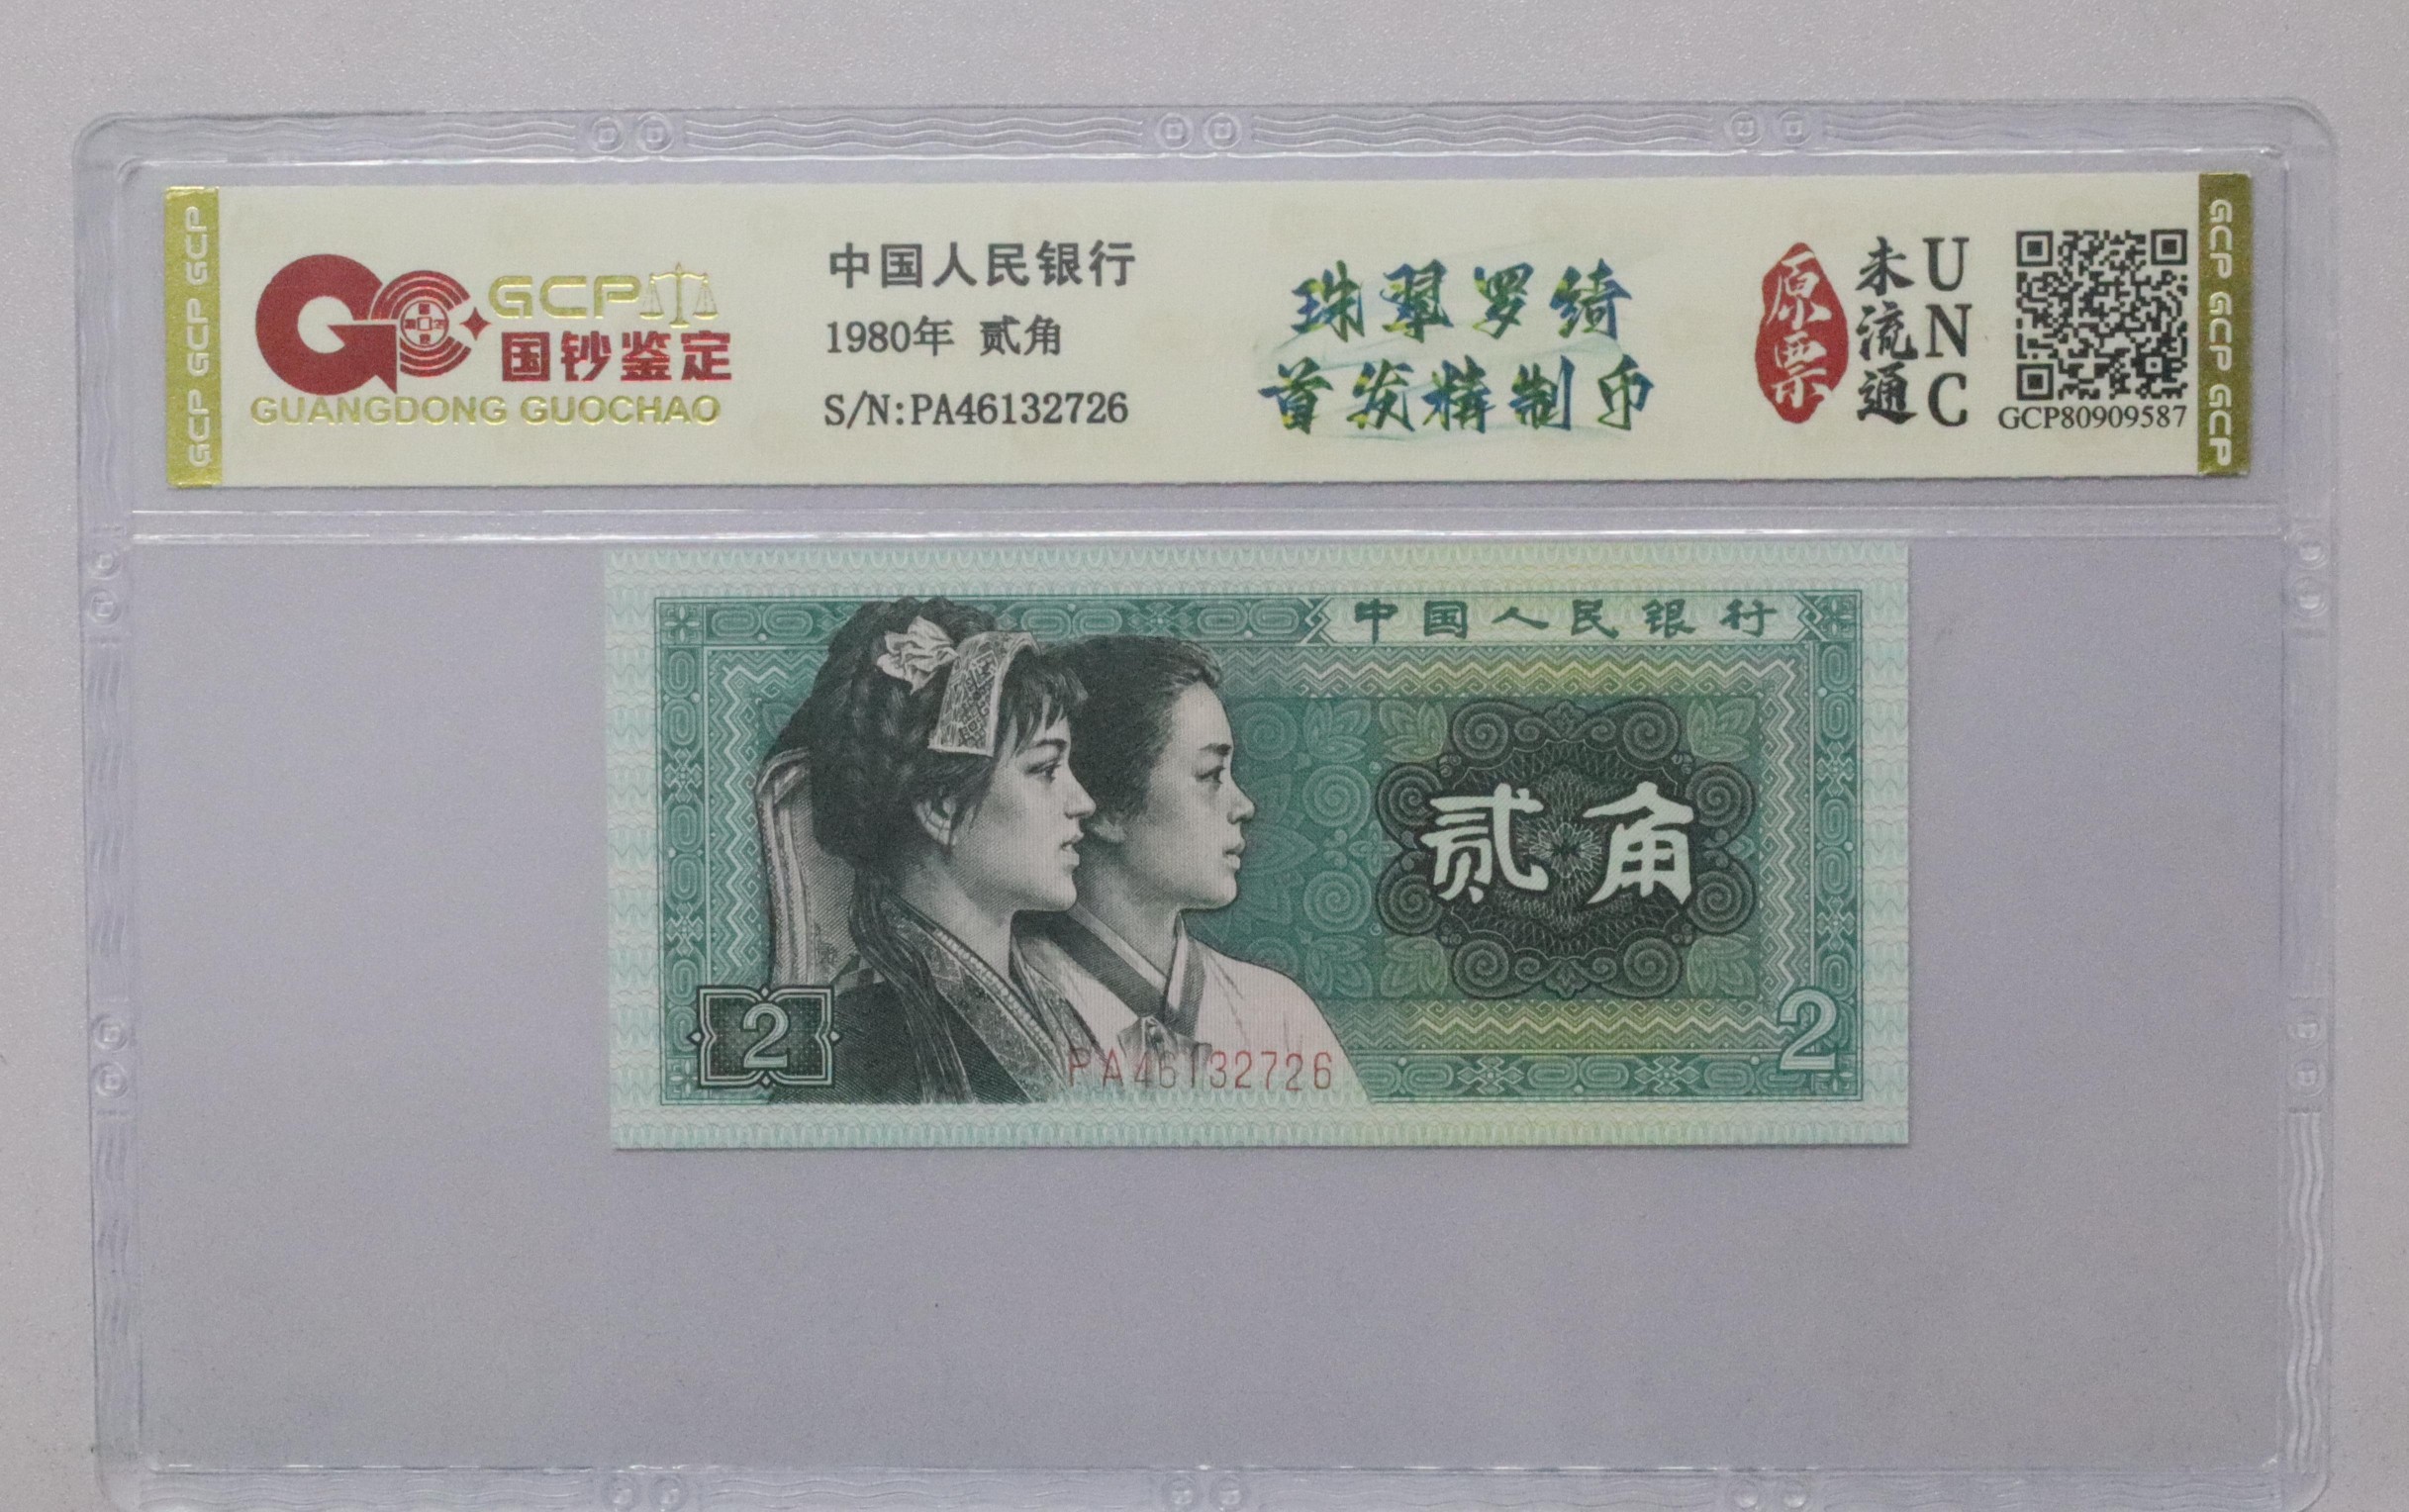 GCP GCP GCP
GCP
国钞鉴定
GUANGDONG GUOCHAO
中国人民银行
1980年 贰角
S/N:PA46132726
珠翠罗绮
首发精制币
原票
未流通
UNC
GCP80909587
GCP GCP GCP
中国人民银行
贰角
2
PA46132726
2